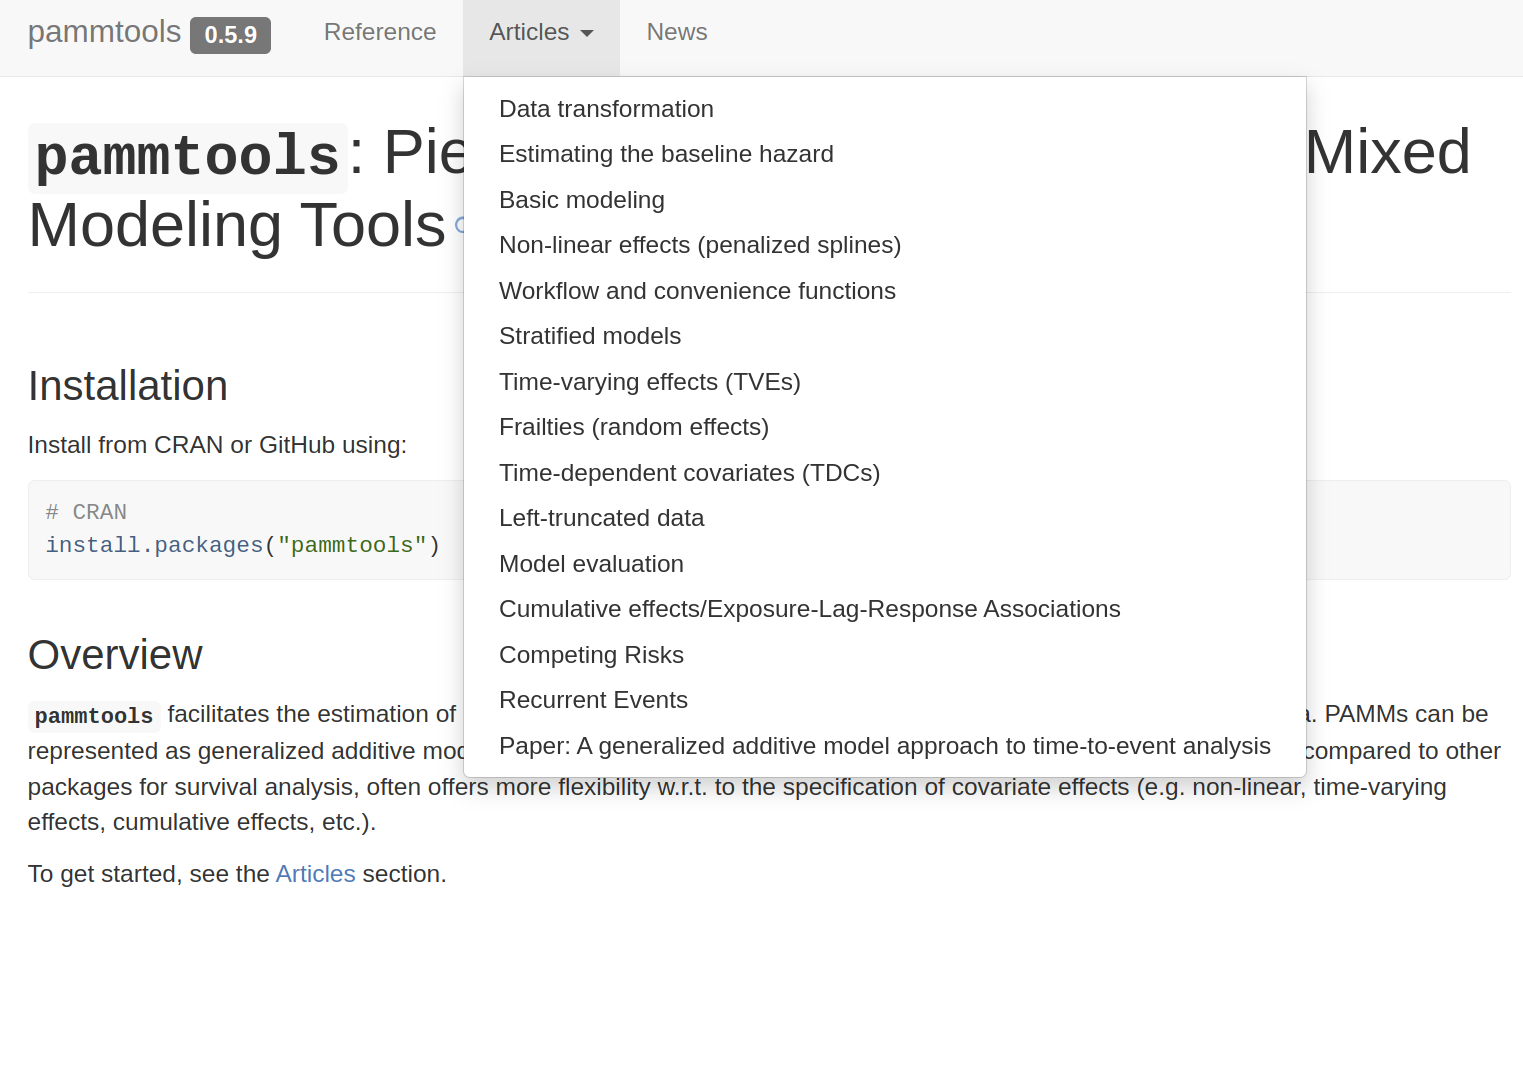 pammtools 0.5.9 Reference Articles News
Data transformation
Estimating the baseline hazard
Basic modeling
Non-linear effects (penalized splines)
Workflow and convenience functions
Stratified models
Time-varying effects (TVEs)
Frailties (random effects)
Time-dependent covariates (TDCs)
Left-truncated data
Model evaluation
Cumulative effects/Exposure-Lag-Response Associations
Competing Risks
Recurrent Events
Paper: A generalized additive model approach to time-to-event analysis
pammtools: Mixed
Modeling Tools
Installation
Install from CRAN or GitHub using:
# CRAN
install.packages("pammtools")
Overview
pammtools facilitates the estimation of PAMMs can be
represented as generalized additive compared to other
packages for survival analysis, often offers more flexibility w.r.t. to the specification of covariate effects (e.g. non-linear, time-varying
effects, cumulative effects, etc.).
To get started, see the Articles section.